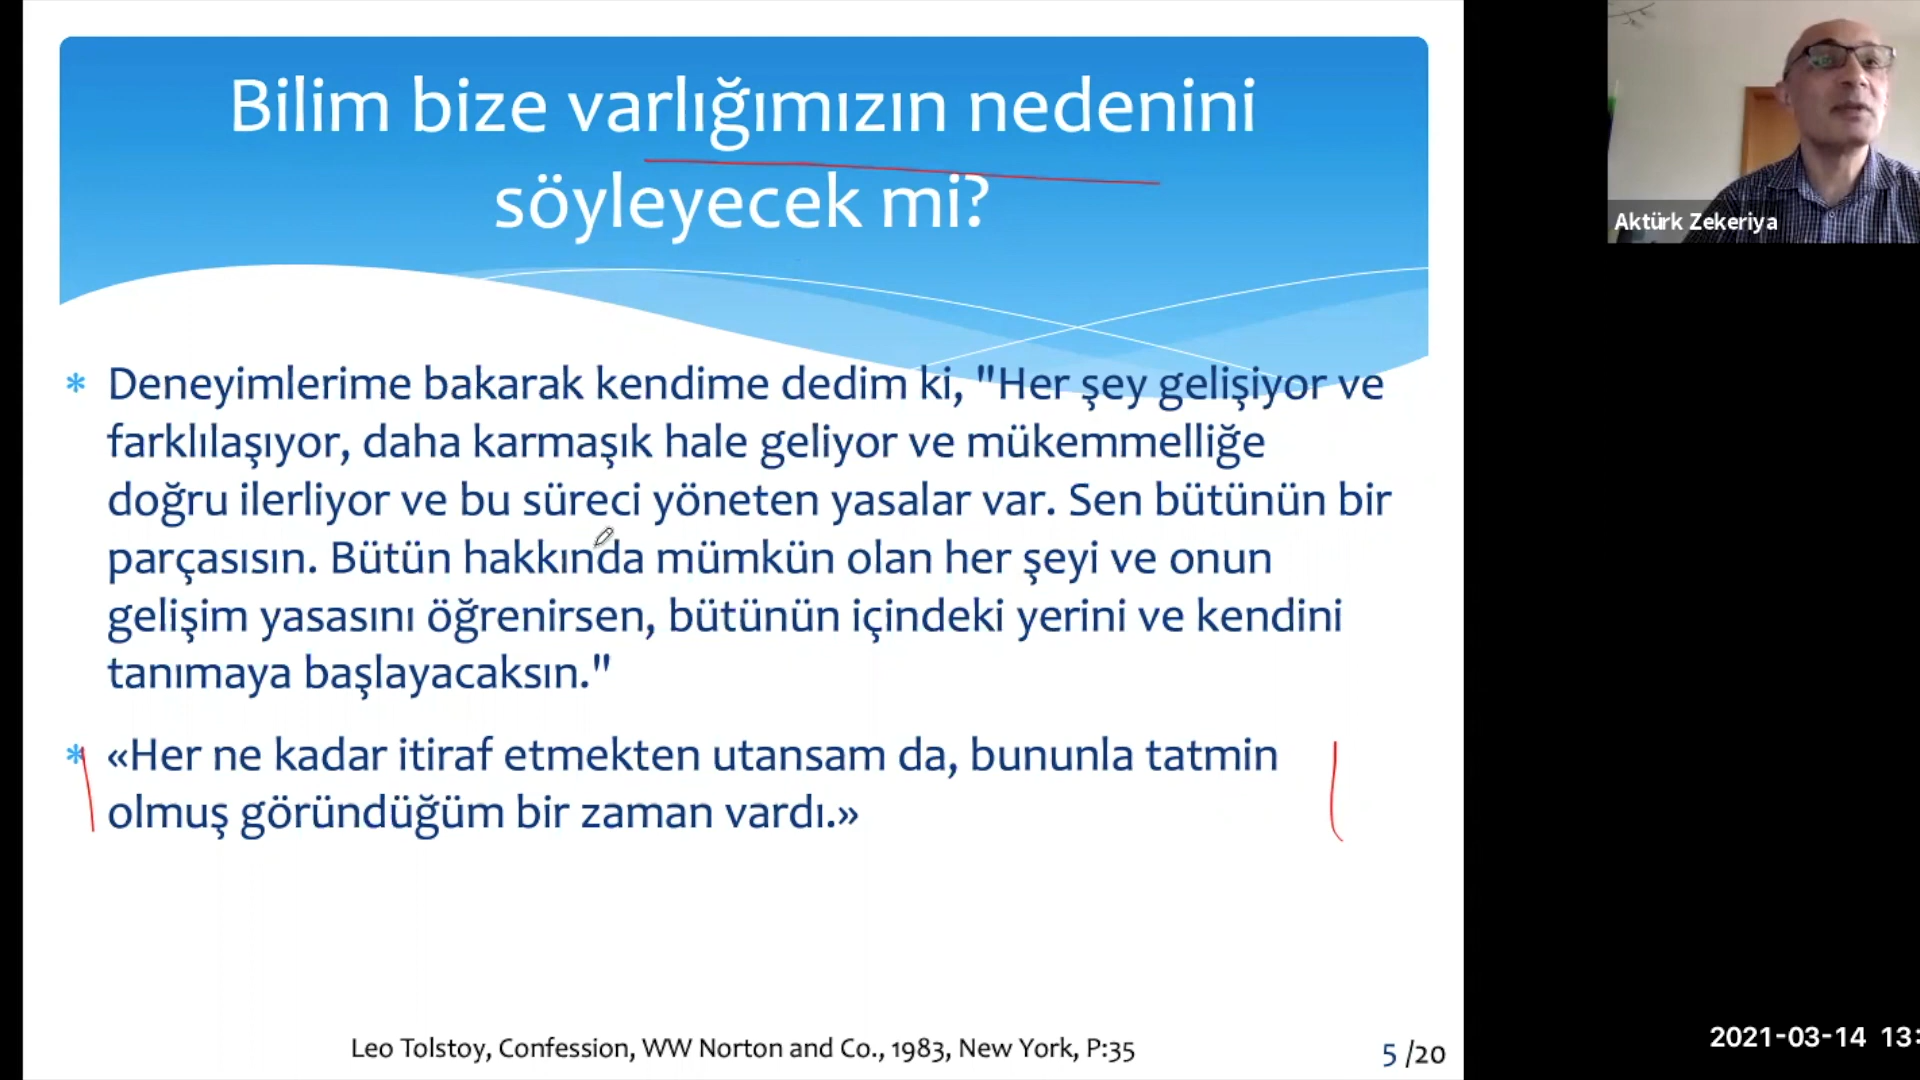 Bilim bize varlığımızın nedenini
söyleyecek mi?
* Deneyimlerime bakarak kendime dedim ki, "Her şey gelişiyor ve
farklılaşıyor, daha karmaşık hale geliyor ve mükemmelliğe
doğru ilerliyor ve bu süreci yöneten yasalar var. Sen bütünün bir
parçasısın. Bütün hakkında mümkün olan her şeyi ve onun
gelişim yasasını öğrenirsen, bütünün içindeki yerini ve kendini
tanımaya başlayacaksın."
* «Her ne kadar itiraf etmekten utansam da, bununla tatmin
olmuş göründüğüm bir zaman vardı.»
Leo Tolstoy, Confession, WW Norton and Co., 1983, New York, P:35
5 /20
Aktürk Zekeriya
2021-03-14 13: